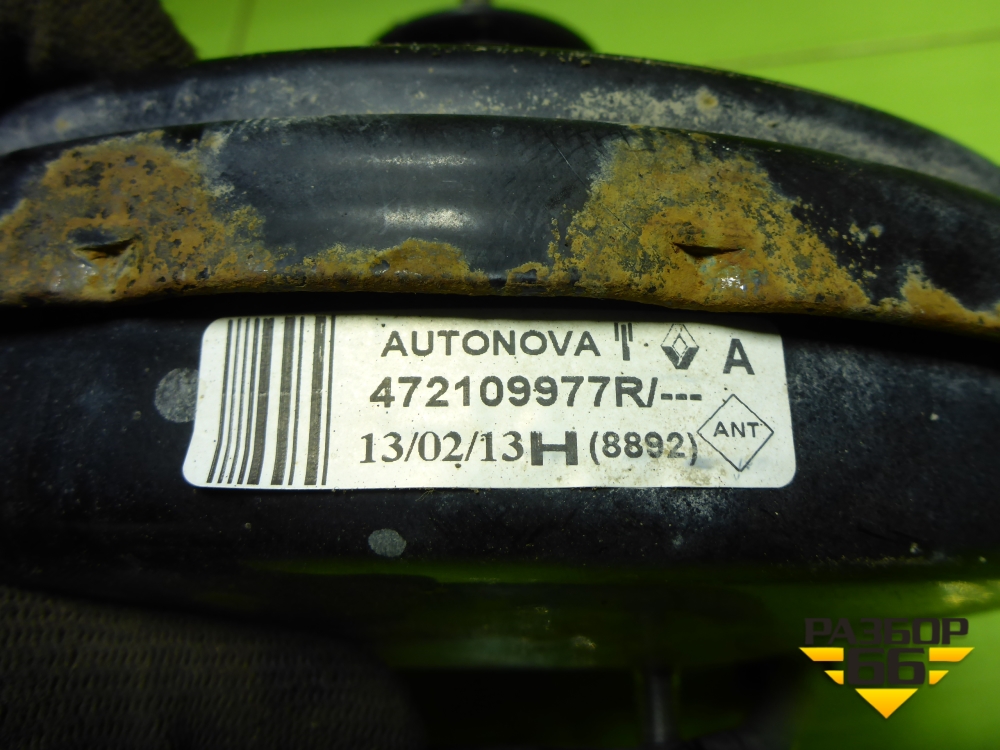 AUTONOVA A
472109977R/---
13/02/13H (8892) ANT
РАЗБОР
66